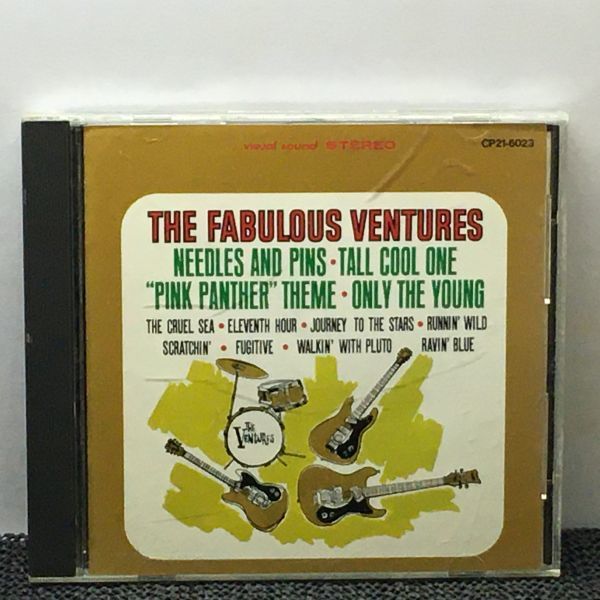 visual sound STEREO
CP21-6023
THE FABULOUS VENTURES
NEEDLES AND PINS • TALL COOL ONE
"PINK PANTHER" THEME • ONLY THE YOUNG
THE CRUEL SEA • ELEVENTH HOUR • JOURNEY TO THE STARS • RUNNIN' WILD
SCRATCHIN' • FUGITIVE • WALKIN' WITH PLUTO RAVIN' BLUE
THE
VENTURES